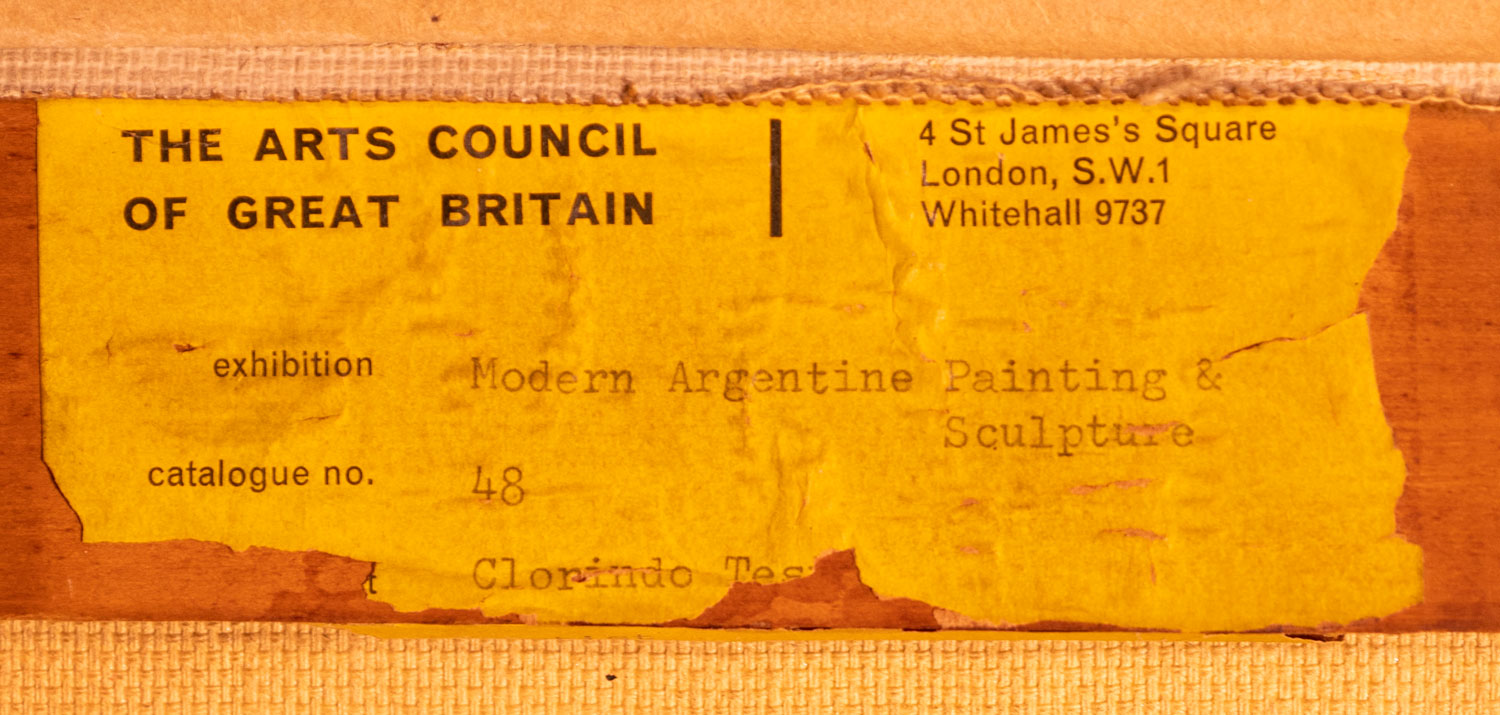 THE ARTS COUNCIL
OF GREAT BRITAIN
4 St James's Square
London, S.W.1
Whitehall 9737
exhibition Modern Argentine Painting &
Sculpture
catalogue no. 48
Clorindo